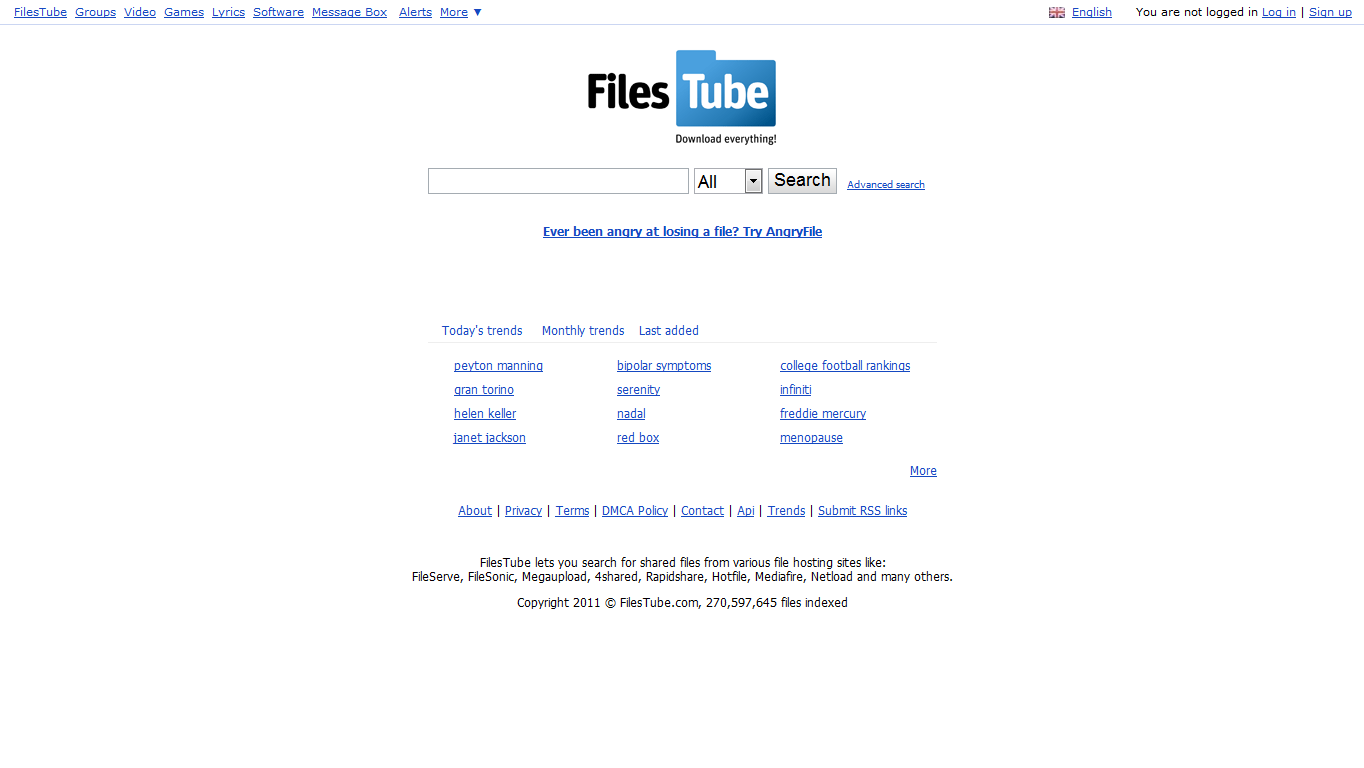 FilesTube Groups Video Games Lyrics Software Message Box Alerts More ▼ English You are not logged in Log in | Sign up
Files Tube
Download everything!
All Search Advanced search
Ever been angry at losing a file? Try AngryFile
Today's trends Monthly trends Last added
peyton manning bipolar symptoms college football rankings
gran torino serenity infiniti
helen keller nadal freddie mercury
janet jackson red box menopause
More
About | Privacy | Terms | DMCA Policy | Contact | Api | Trends | Submit RSS links
FilesTube lets you search for shared files from various file hosting sites like:
FileServe, FileSonic, Megaupload, 4shared, Rapidshare, Hotfile, Mediafire, Netload and many others.
Copyright 2011 © FilesTube.com, 270,597,645 files indexed